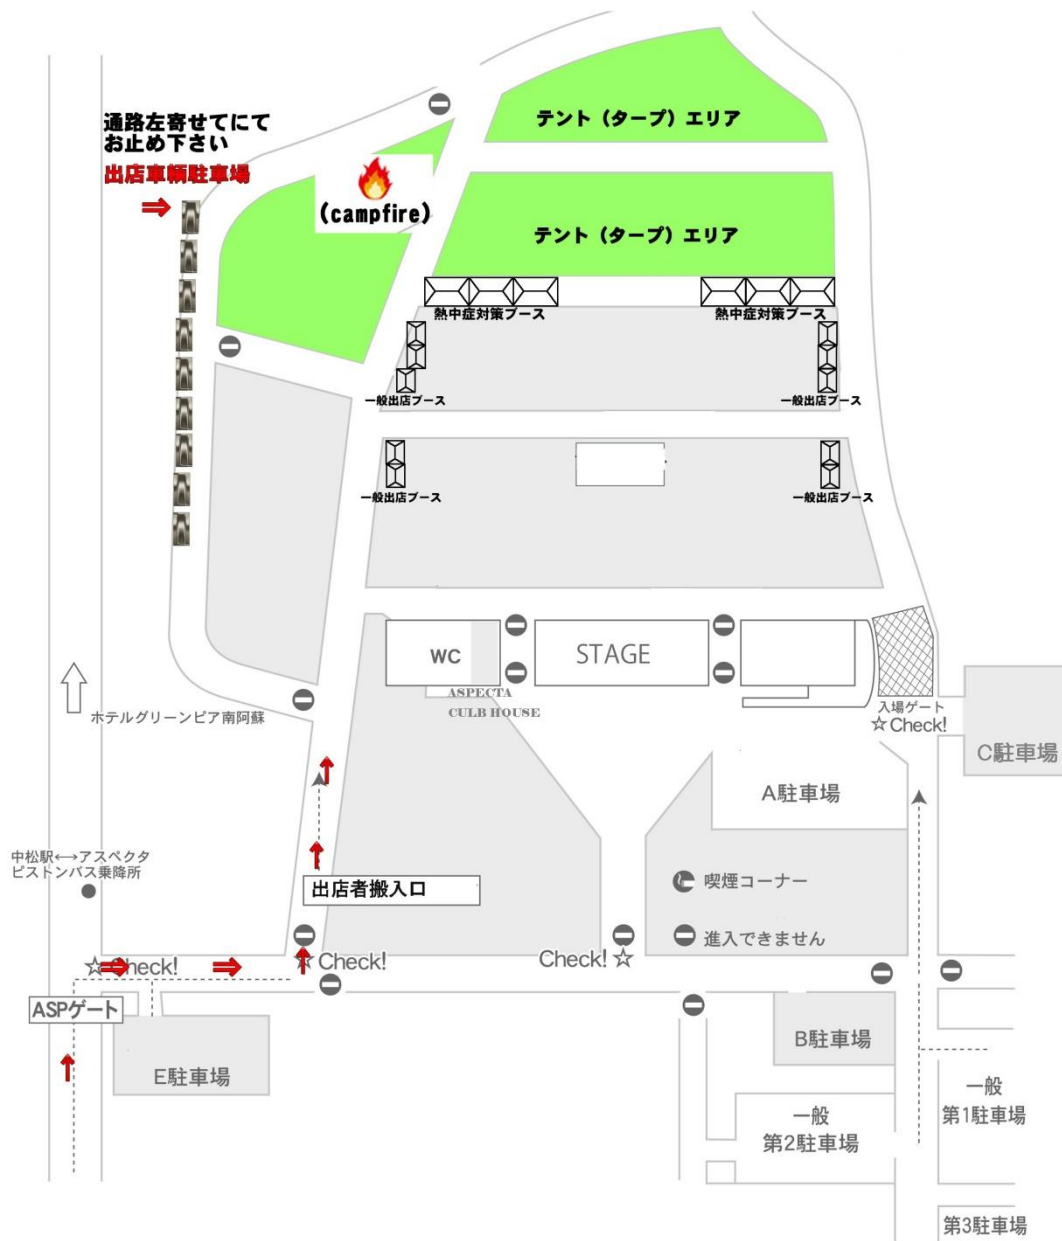 テント（タープ）エリア
通路左寄せてにて
お止め下さい
出店車輌駐車場
(campfire)
テント（タープ）エリア
熱中症対策ブース
熱中症対策ブース
一般出店ブース
一般出店ブース
一般出店ブース
一般出店ブース
WC
STAGE
ASPECTA
CULB HOUSE
ホテルグリーンピア南阿蘇
入場ゲート
☆Check!
C駐車場
A駐車場
中松駅⟷アスペクタ
ピストンバス乗降所
出店者搬入口
喫煙コーナー
進入できません
☆Check!
☆Check!
Check!☆
ASPゲート
E駐車場
B駐車場
一般
第1駐車場
一般
第2駐車場
第3駐車場